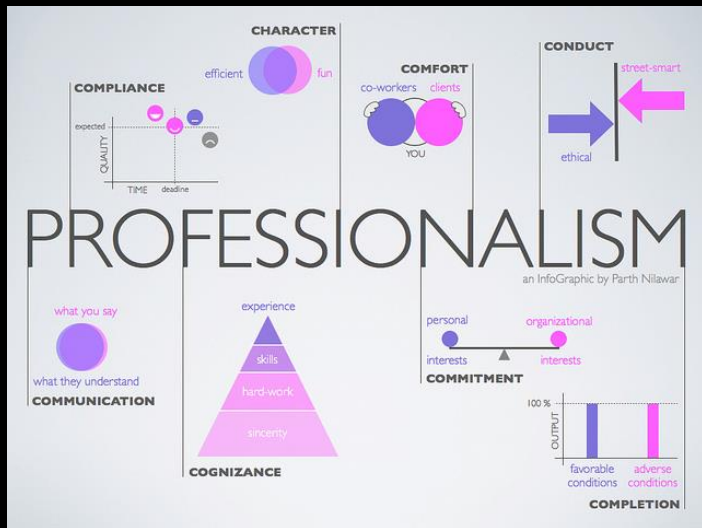 CHARACTER
efficient
fun
COMPLIANCE
expected
QUALITY
TIME
deadline
COMFORT
co-workers
clients
YOU
CONDUCT
street-smart
ethical
PROFESSIONALISM
an InfoGraphic by Parth Nilawar
what you say
what they understand
COMMUNICATION
experience
skills
hard-work
sincerity
COGNIZANCE
personal
interests
organizational
interests
COMMITMENT
100 %
OUTPUT
favorable
conditions
adverse
conditions
COMPLETION